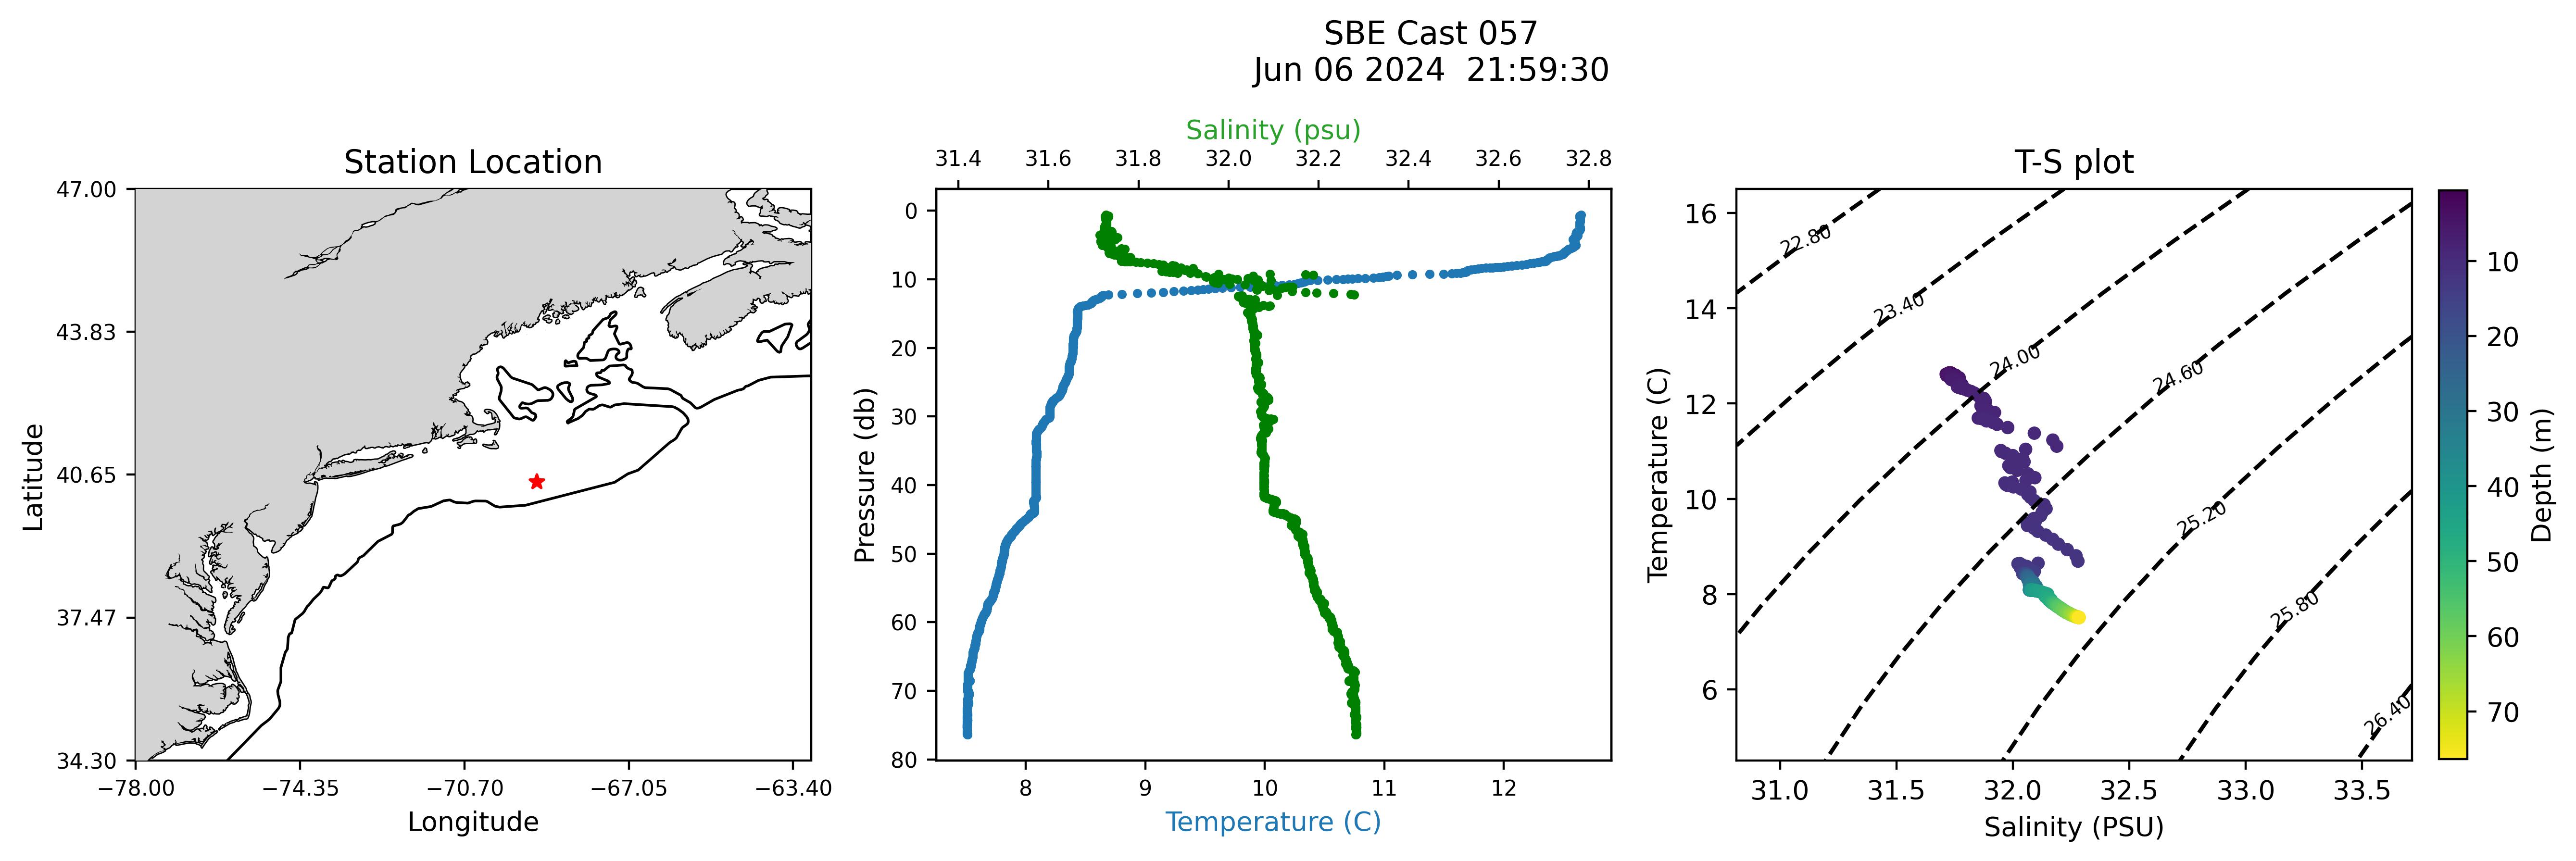 SBE Cast 057
Jun 06 2024  21:59:30
Station Location
47.00
43.83
40.65
37.47
34.30
Latitude
−78.00 −74.35 −70.70 −67.05 −63.40
Longitude
Salinity (psu)
31.4 31.6 31.8 32.0 32.2 32.4 32.6 32.8
0
10
20
30
40
50
60
70
80
Pressure (db)
8 9 10 11 12
Temperature (C)
T-S plot
16
14
12
10
8
6
Temperature (C)
22.80
23.40
24.00
24.60
25.20
25.80
26.40
31.0 31.5 32.0 32.5 33.0 33.5
Salinity (PSU)
10
20
30
40
50
60
70
Depth (m)